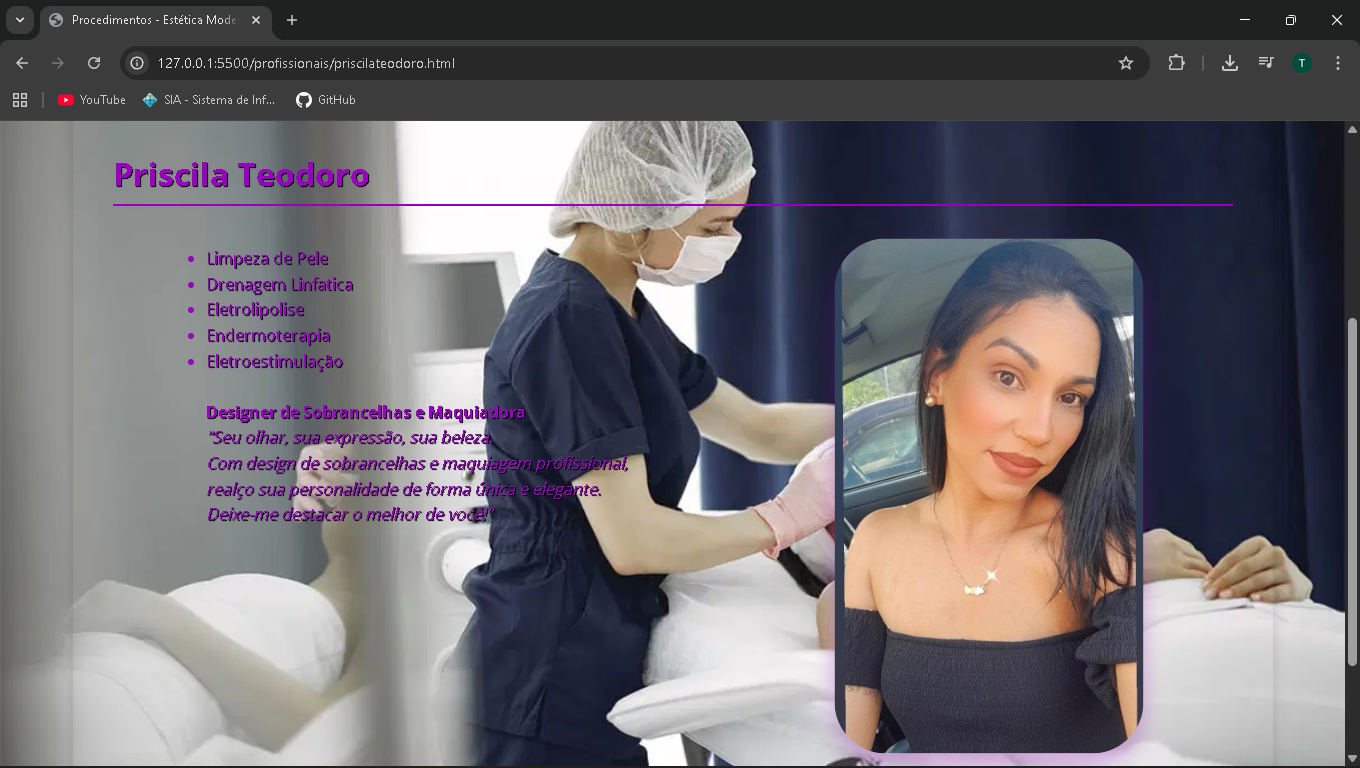 Procedimentos - Estética Moder
127.0.0.1:5500/profissionais/priscilateodoro.html
YouTube
SIA - Sistema de Inf...
GitHub
T
Priscila Teodoro
• Limpeza de Pele
• Drenagem Linfatica
• Eletrolipolise
• Endermoterapia
• Eletroestimulação
Designer de Sobrancelhas e Maquiadora
"Seu olhar, sua expressão, sua beleza.
Com design de sobrancelhas e maquiagem profissional,
realço sua personalidade de forma única e elegante.
Deixe-me destacar o melhor de você!"